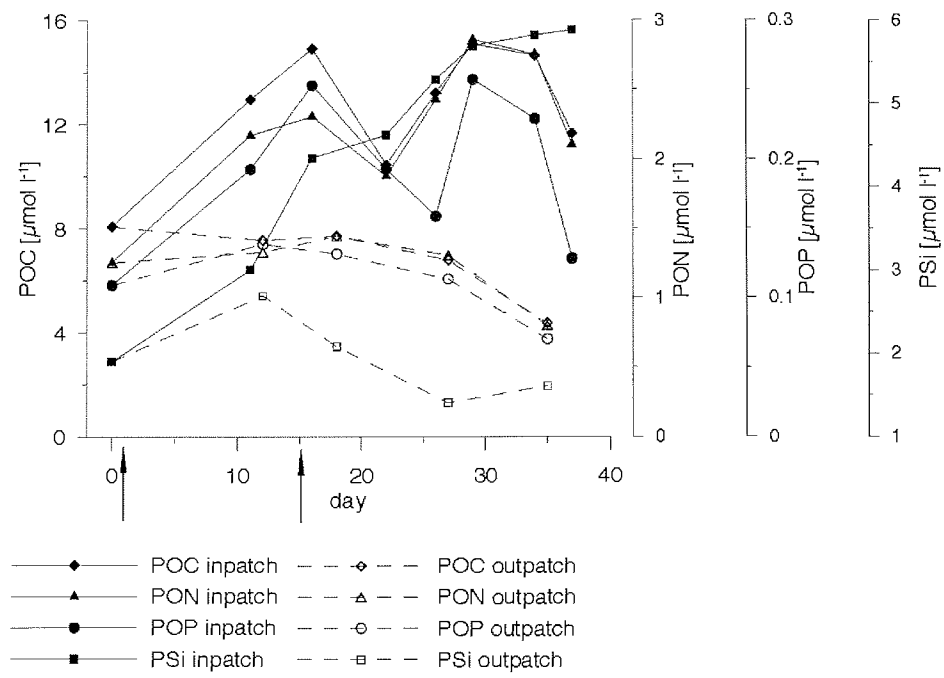 16
12
8
4
0
POC [µmol l⁻¹]
0
10
20
30
40
day
3
2
1
0
PON [µmol l⁻¹]
0.3
0.2
0.1
0
POP [µmol l⁻¹]
6
5
4
3
2
1
PSi [µmol l⁻¹]
POC inpatch
POC outpatch
PON inpatch
PON outpatch
POP inpatch
POP outpatch
PSi inpatch
PSi outpatch